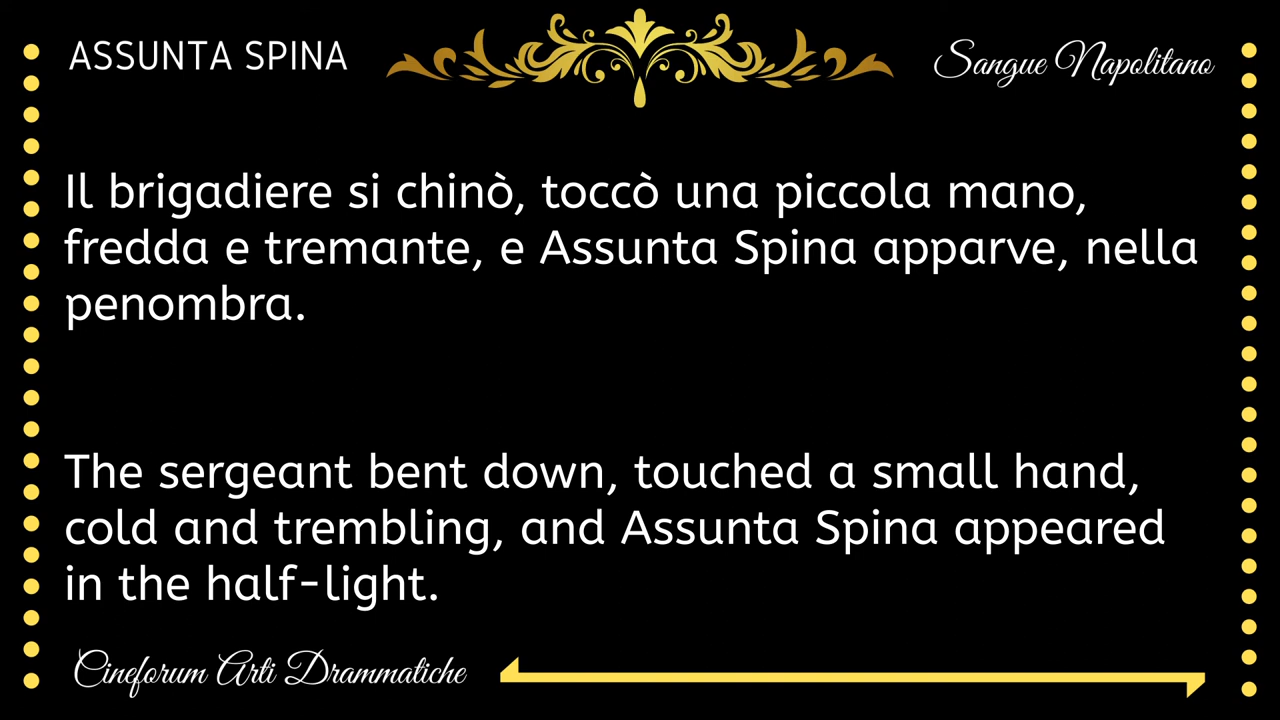 ASSUNTA SPINA
Sangue Napolitano
Il brigadiere si chinò, toccò una piccola mano,
fredda e tremante, e Assunta Spina apparve, nella
penombra.
The sergeant bent down, touched a small hand,
cold and trembling, and Assunta Spina appeared
in the half-light.
Cineforum Arti Drammatiche